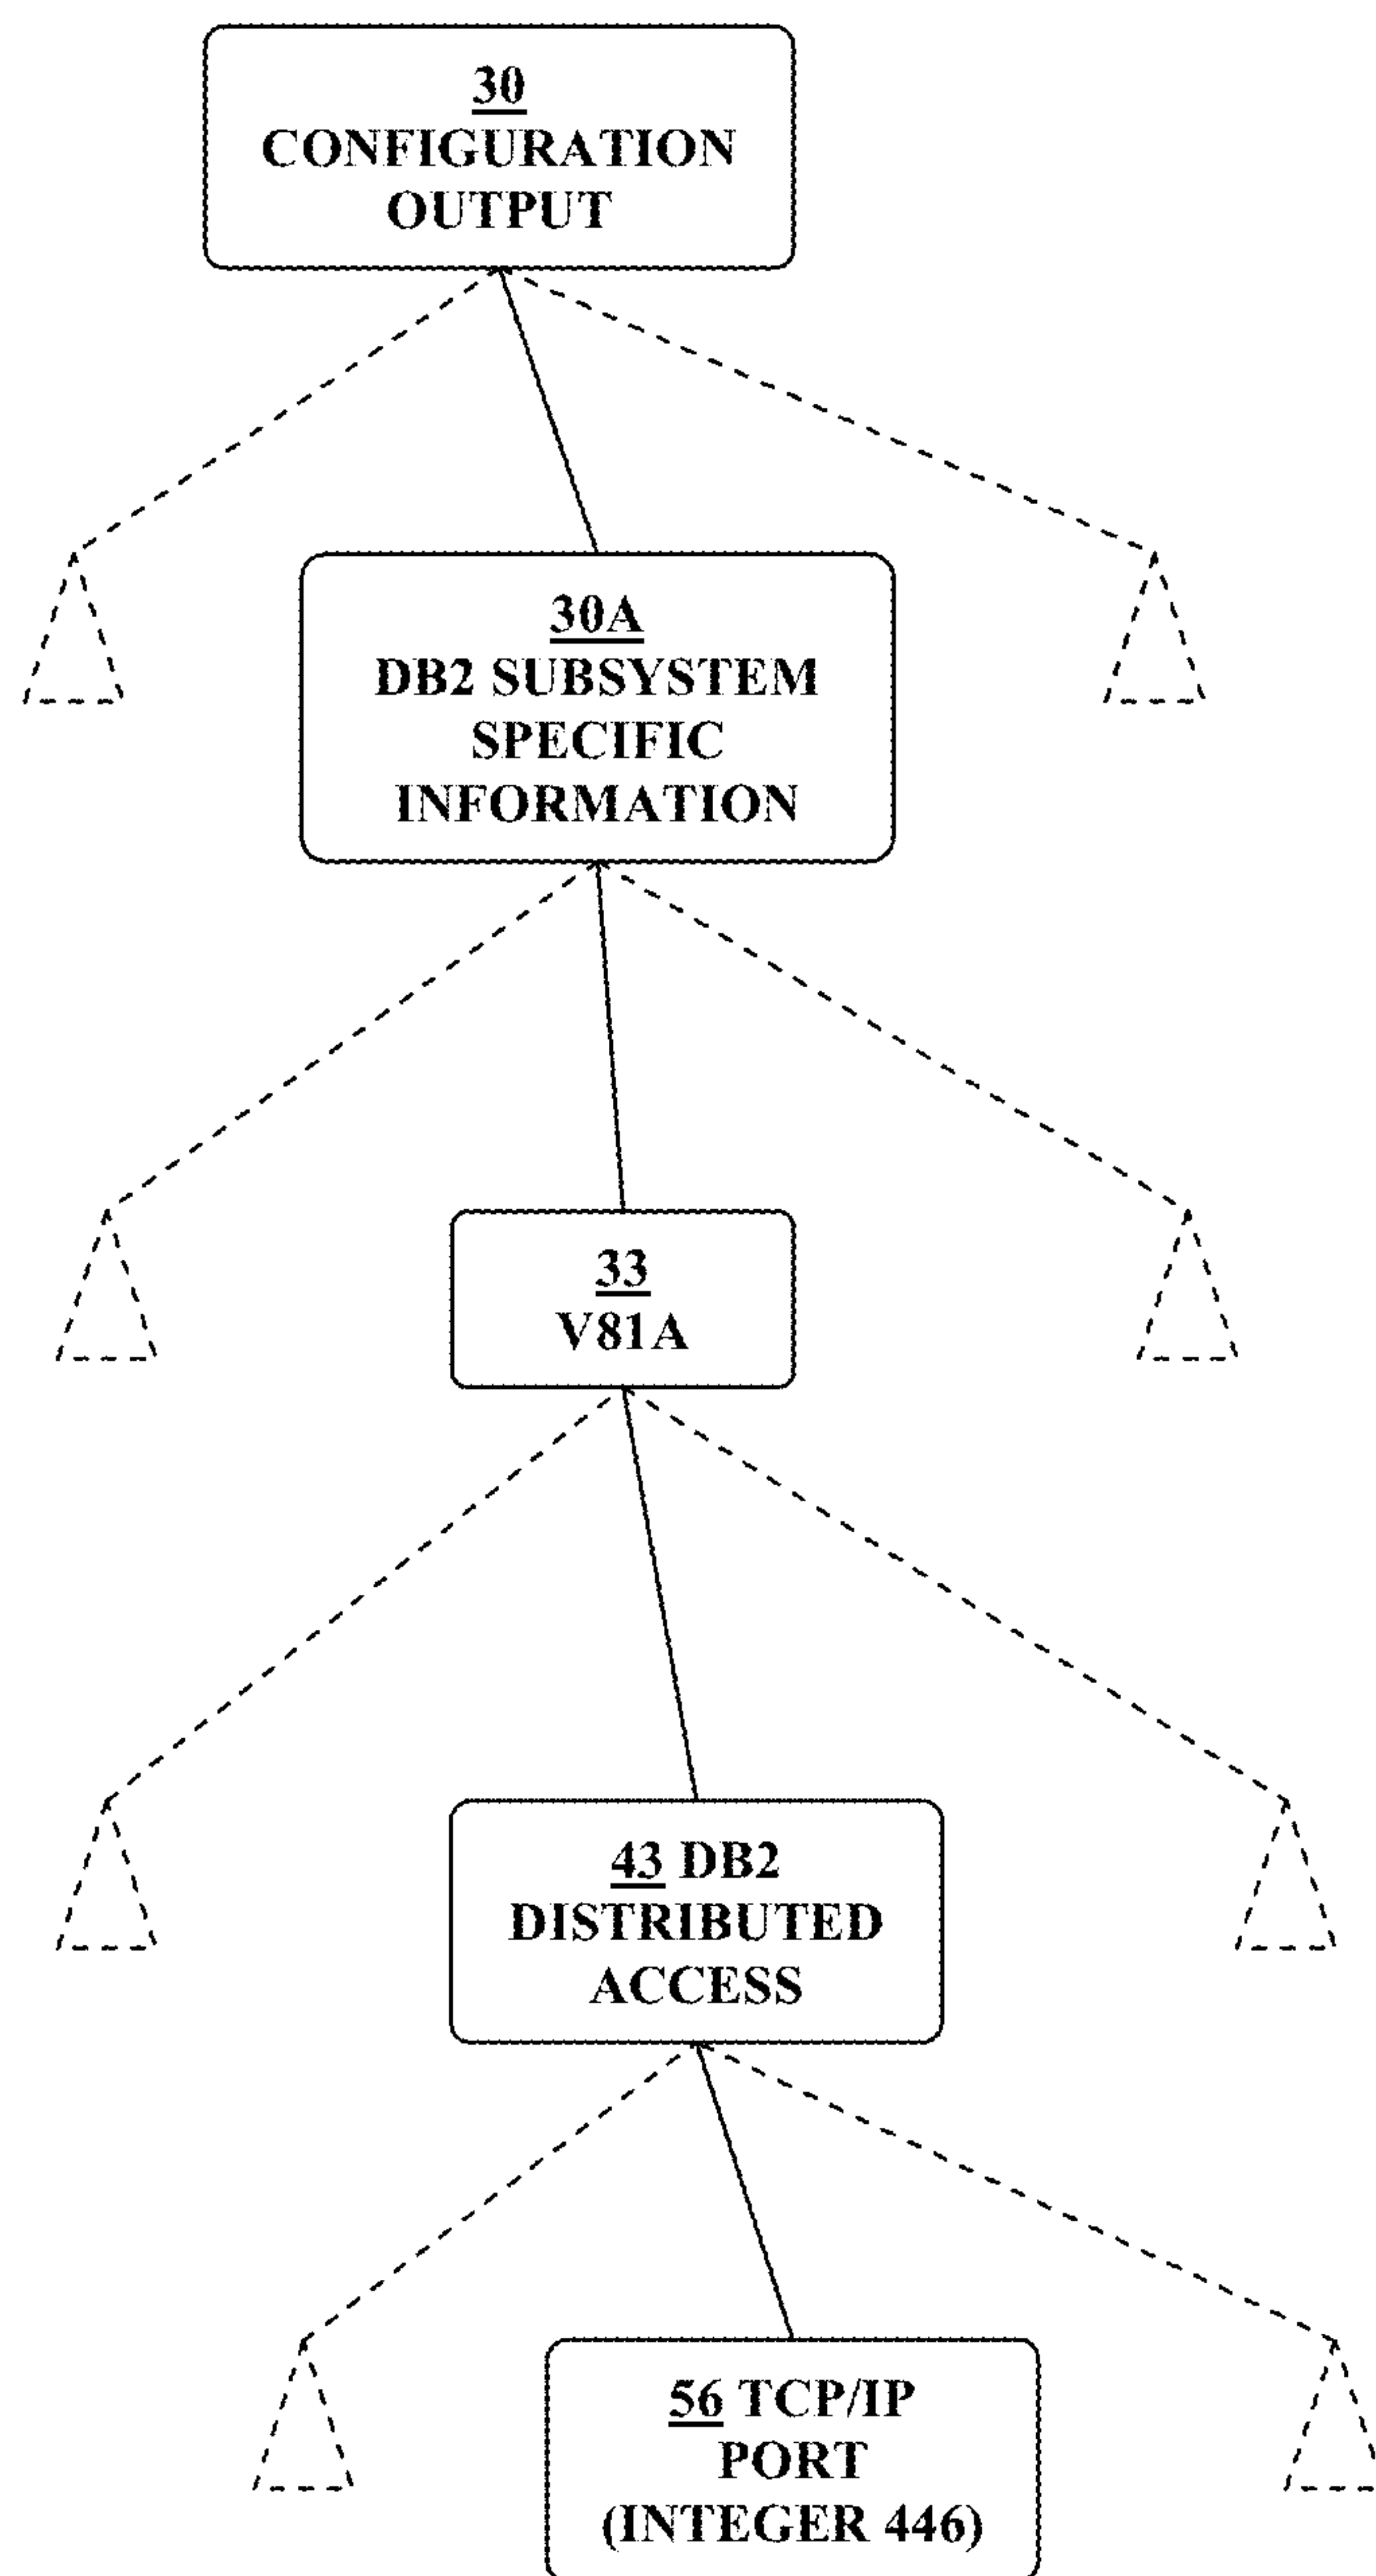 30
CONFIGURATION
OUTPUT
30A
DB2 SUBSYSTEM
SPECIFIC
INFORMATION
33
V81A
43 DB2
DISTRIBUTED
ACCESS
56 TCP/IP
PORT
(INTEGER 446)